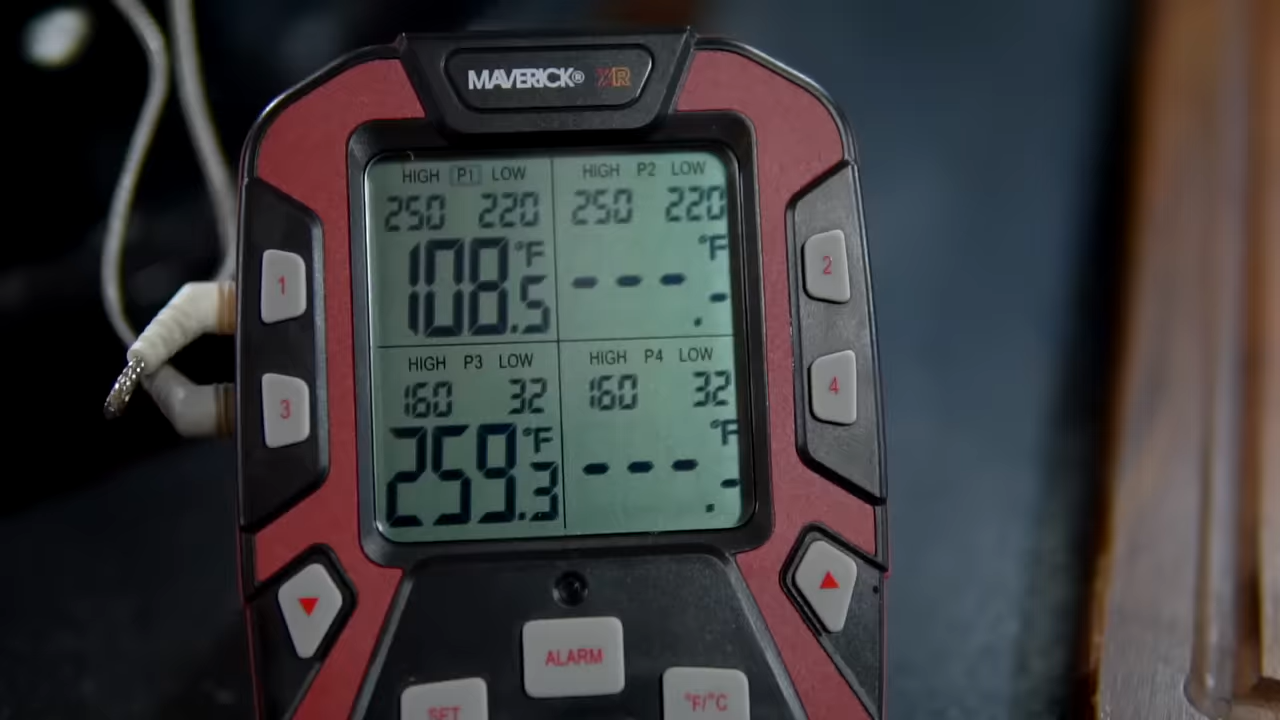 MAVERICK® XR
HIGH P1 LOW
250 220
108.5 °F
HIGH P2 LOW
250 220
---.- °F
HIGH P3 LOW
160 32
259.3 °F
HIGH P4 LOW
160 32
---.- °F
1
2
3
4
ALARM
SET
°F/°C